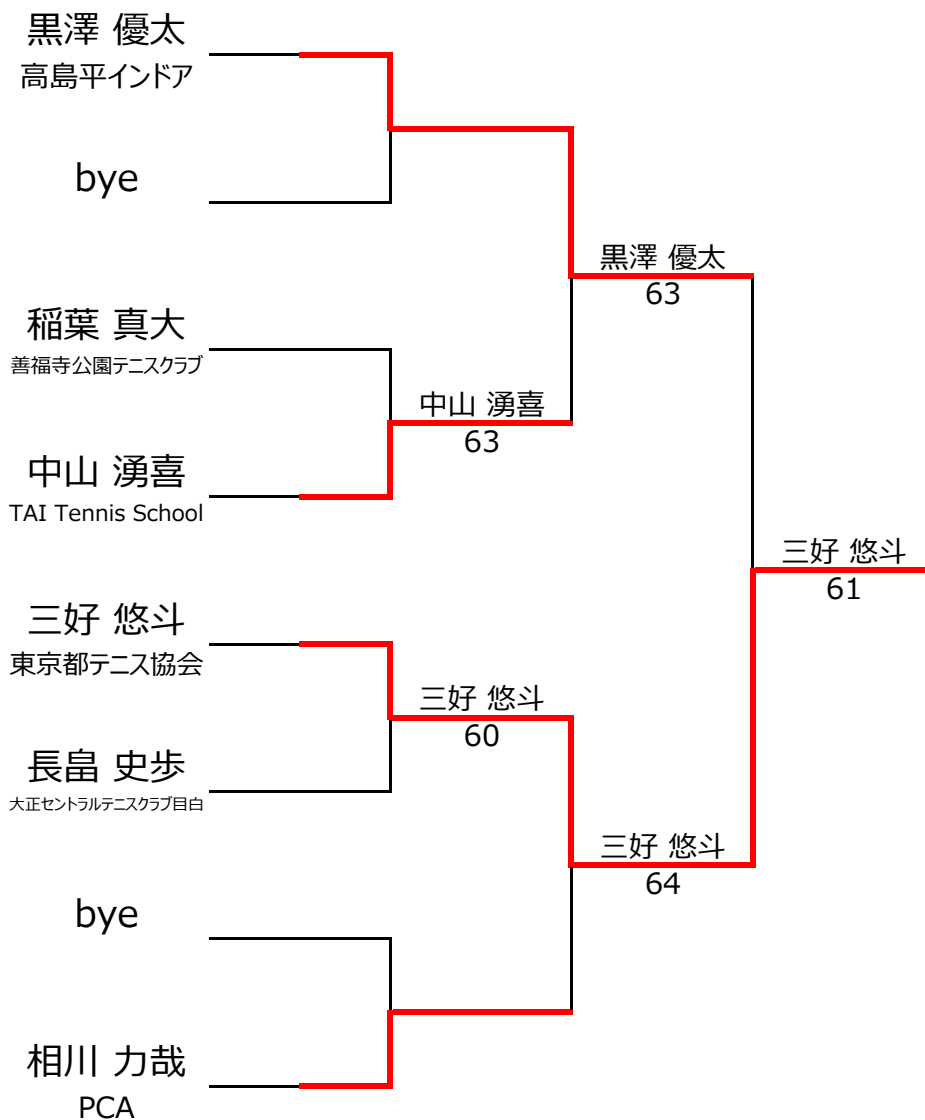 黒澤 優太
高島平インドア
bye
稲葉 真大
善福寺公園テニスクラブ
中山 湧喜
TAI Tennis School
三好 悠斗
東京都テニス協会
長畠 史歩
大正セントラルテニスクラブ目白
bye
相川 力哉
PCA
中山 湧喜
63
三好 悠斗
60
黒澤 優太
63
三好 悠斗
64
三好 悠斗
61